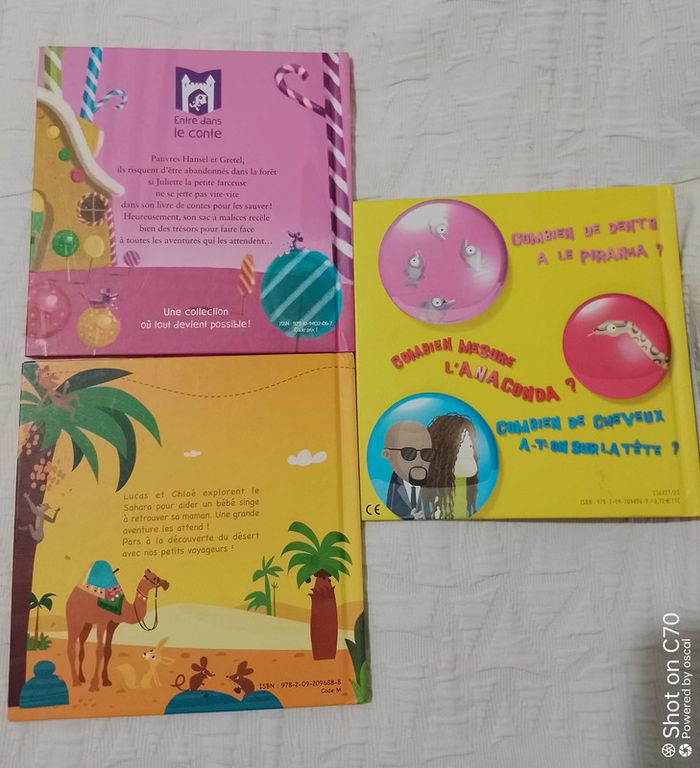 Entre dans
le conte
Pauvres Hansel et Gretel,
ils risquent d'être abandonnés dans la forêt
si Juliette la petite farceuse
ne se jette pas vite-vite
dans son livre de contes pour les sauver!
Heureusement, son sac à malices recèle
bien des trésors pour faire face
à toutes les aventures qui les attendent...
Une collection
où tout devient possible!
Code prix 1
COMBIEN DE DENTS
A LE PIRANHA ?
COMBIEN MESURE
L'ANACONDA ?
COMBIEN DE CHEVEUX
A-T-ON SUR LA TÊTE ?
CE
Lucas et Chloé explorent le
Sahara pour aider un bébé singe
à retrouver sa maman. Une grande
aventure les attend !
Pars à la découverte du désert
avec nos petits voyageurs !
ISBN : 978-2-09-209688-8
Code M
Shot on C70
Powered by oscal